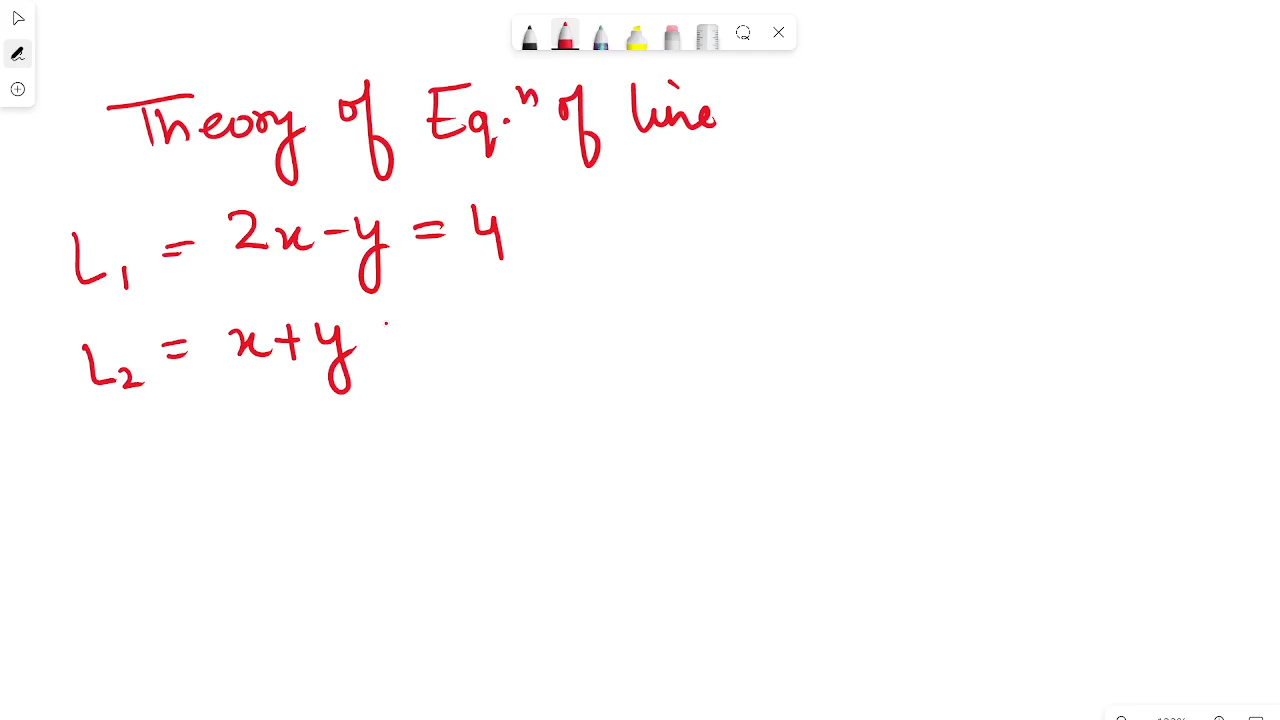 Theory of Eq.ⁿ of line
L₁ = 2x - y = 4
L₂ = x + y